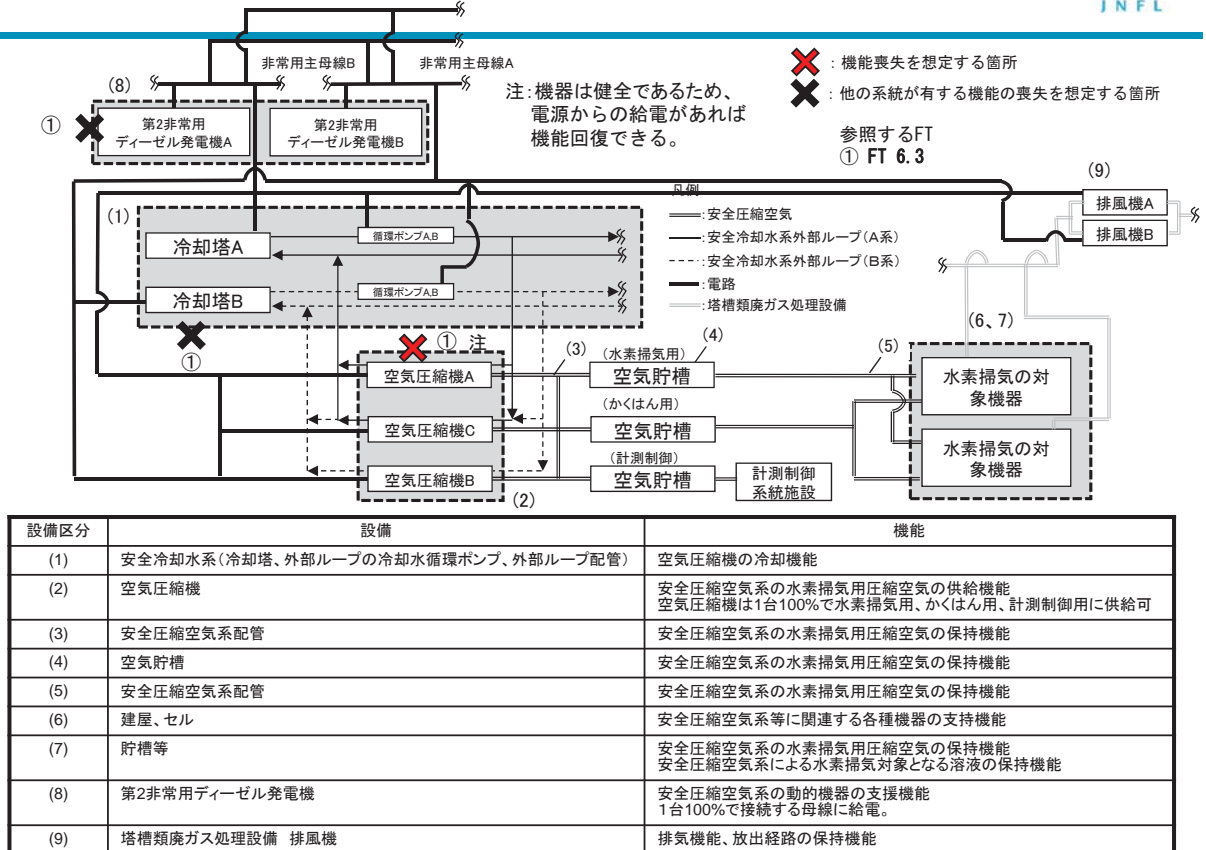 JNFL
非常用主母線B
非常用主母線A
(8)
① 第2非常用
ディーゼル発電機A
第2非常用
ディーゼル発電機B
注:機器は健全であるため、
電源からの給電があれば
機能回復できる。
:機能喪失を想定する箇所
:他の系統が有する機能の喪失を想定する箇所
参照するFT
① FT 6.3
(9)
排風機A
排風機B
凡例
:安全圧縮空気
:安全冷却水系外部ループ(A系)
:安全冷却水系外部ループ(B系)
:電路
:塔槽類廃ガス処理設備
(1)
冷却塔A
循環ポンプA,B
冷却塔B
循環ポンプA,B
①
① 注
空気圧縮機A
空気圧縮機C
空気圧縮機B
(2)
(3)
(水素掃気用)
(4)
空気貯槽
(かくはん用)
空気貯槽
(計測制御)
空気貯槽
計測制御
系統施設
(5)
(6、7)
水素掃気の対
象機器
水素掃気の対
象機器
設備区分 設備 機能
(1) 安全冷却水系(冷却塔、外部ループの冷却水循環ポンプ、外部ループ配管) 空気圧縮機の冷却機能
(2) 空気圧縮機 安全圧縮空気系の水素掃気用圧縮空気の供給機能
空気圧縮機は1台100%で水素掃気用、かくはん用、計測制御用に供給可
(3) 安全圧縮空気系配管 安全圧縮空気系の水素掃気用圧縮空気の保持機能
(4) 空気貯槽 安全圧縮空気系の水素掃気用圧縮空気の保持機能
(5) 安全圧縮空気系配管 安全圧縮空気系の水素掃気用圧縮空気の保持機能
(6) 建屋、セル 安全圧縮空気系等に関連する各種機器の支持機能
(7) 貯槽等 安全圧縮空気系の水素掃気用圧縮空気の保持機能
安全圧縮空気系による水素掃気対象となる溶液の保持機能
(8) 第2非常用ディーゼル発電機 安全圧縮空気系の動的機器の支援機能
1台100%で接続する母線に給電。
(9) 塔槽類廃ガス処理設備 排風機 排気機能、放出経路の保持機能